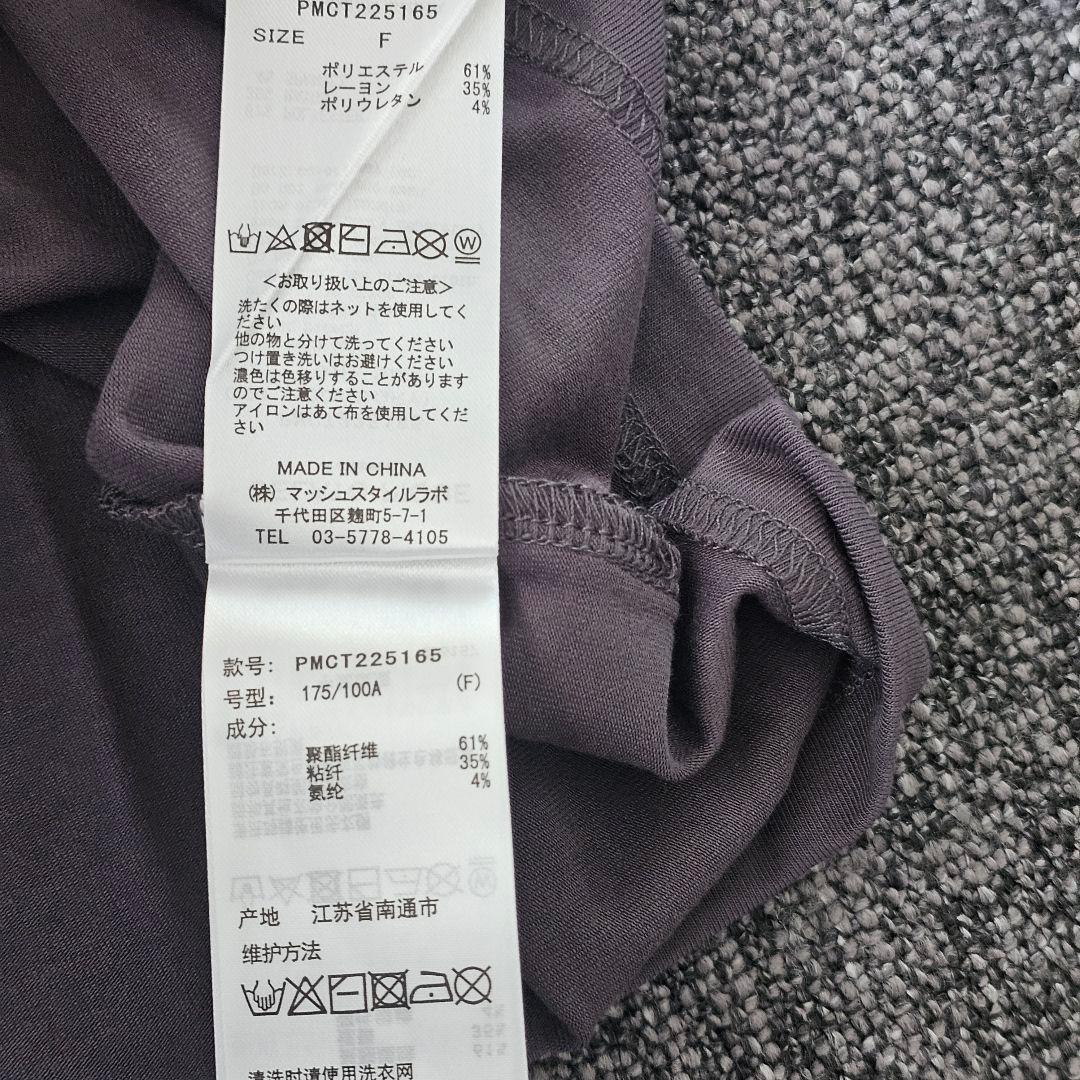 PMCT225165
SIZE F
ポリエステル 61%
レーヨン 35%
ポリウレタン 4%
W
<お取り扱い上のご注意>
洗たくの際はネットを使用してく
ださい
他の物と分けて洗ってください
つけ置き洗いはお避けください
濃色は色移りすることがあります
のでご注意ください
アイロンはあて布を使用してくだ
さい
MADE IN CHINA
(株) マッシュスタイルラボ
千代田区麹町5-7-1
TEL 03-5778-4105
款号: PMCT225165
号型: 175/100A (F)
成分:
聚酯纤维 61%
粘纤 35%
氨纶 4%
产地 江苏省南通市
维护方法
清洗时请使用洗衣网